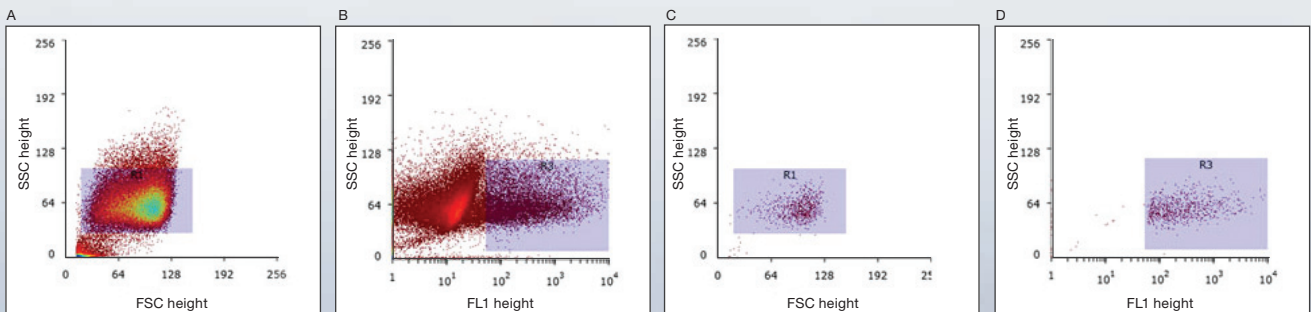 A
SSC height
256
192
128
64
0
R1
0 64 128 192 256
FSC height
B
SSC height
256
192
128
64
0
R3
1 10¹ 10² 10³ 10⁴
FL1 height
C
SSC height
256
192
128
64
0
R1
0 64 128 192 25
FSC height
D
SSC height
256
192
128
64
0
R3
1 10¹ 10² 10³ 10⁴
FL1 height